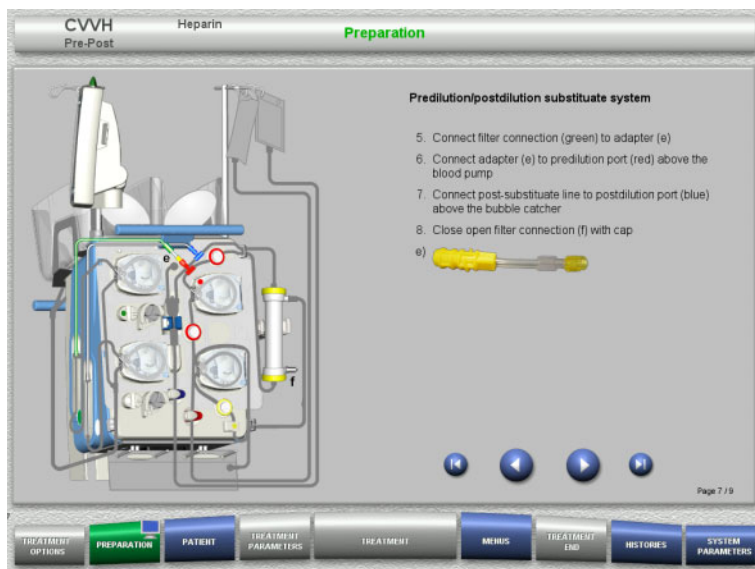 CVVH
Heparin
Preparation
Pre-Post
Predilution/postdilution substituate system
5. Connect filter connection (green) to adapter (e)
6. Connect adapter (e) to predilution port (red) above the
blood pump
7. Connect post-substituate line to postdilution port (blue)
above the bubble catcher
8. Close open filter connection (f) with cap
e)
e
f
Page 7 / 9
TREATMENT
OPTIONS
PREPARATION
PATIENT
TREATMENT
PARAMETERS
TREATMENT
MENUS
TREATMENT
END
HISTORIES
SYSTEM
PARAMETERS